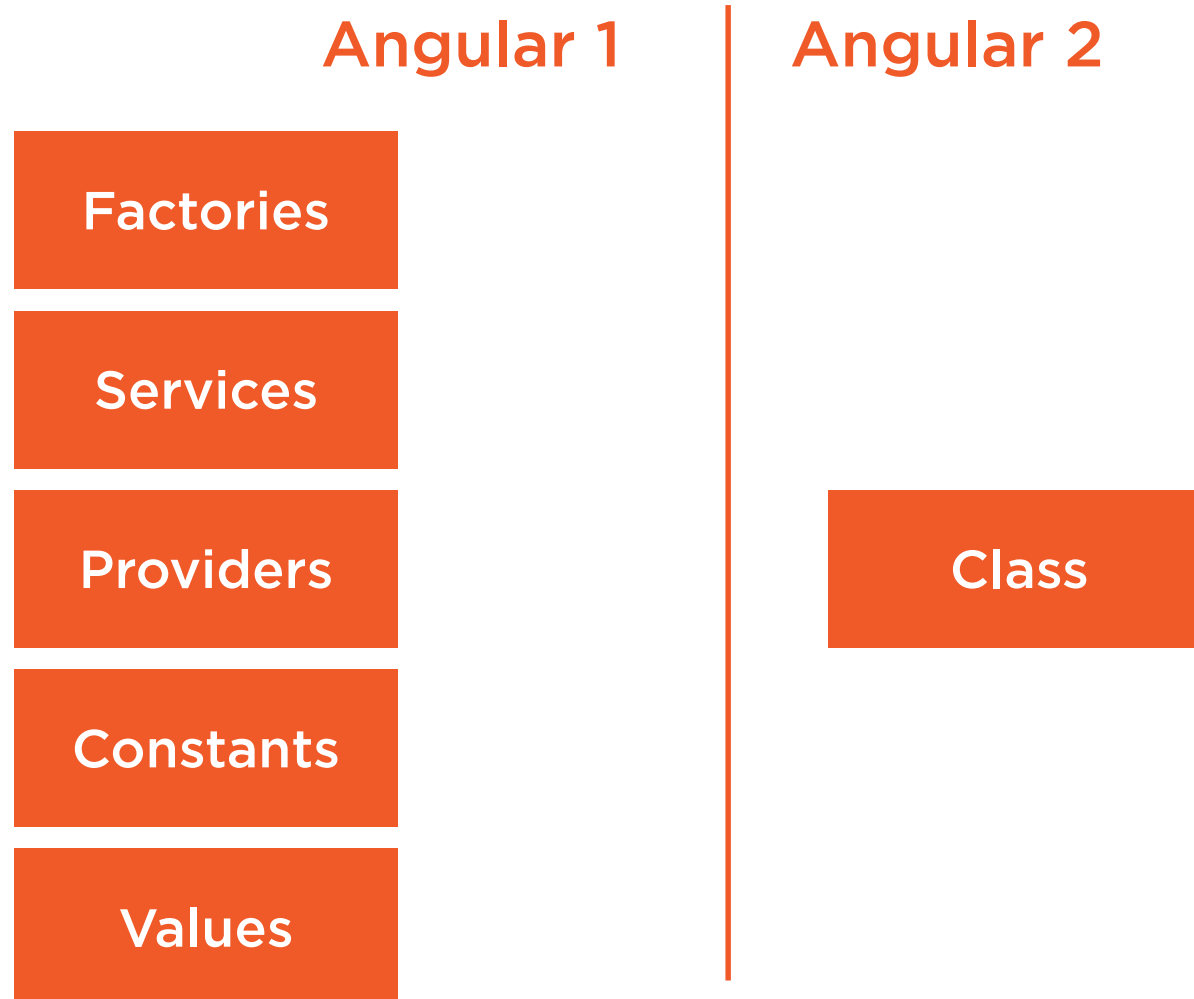 Angular 1
Angular 2
Factories
Services
Providers
Class
Constants
Values